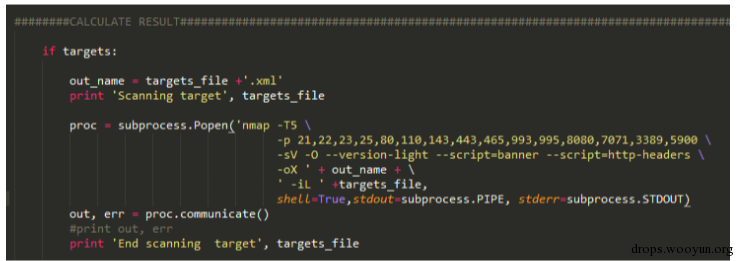 ########CALCULATE RESULT################################################################################
if targets:
out_name = targets_file +'.xml'
print 'Scanning target', targets_file
proc = subprocess.Popen('nmap -T5 \
-p 21,22,23,25,80,110,143,443,465,993,995,8080,7071,3389,5900 \
-sV -O --version-light --script=banner --script=http-headers \
-oX ' + out_name + \
' -iL ' +targets_file,
shell=True,stdout=subprocess.PIPE, stderr=subprocess.STDOUT)
out, err = proc.communicate()
#print out, err
print 'End scanning  target', targets_file
drops.wooyun.org